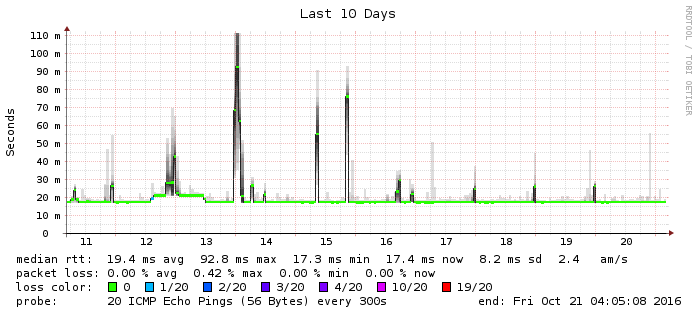 Last 10 Days
RRDTOOL / TOBI OETIKER
Seconds
110 m
100 m
90 m
80 m
70 m
60 m
50 m
40 m
30 m
20 m
10 m
0
11 12 13 14 15 16 17 18 19 20
median rtt: 19.4 ms avg 92.8 ms max 17.3 ms min 17.4 ms now 8.2 ms sd 2.4 am/s
packet loss: 0.00 % avg 0.42 % max 0.00 % min 0.00 % now
loss color: 0 1/20 2/20 3/20 4/20 10/20 19/20
probe: 20 ICMP Echo Pings (56 Bytes) every 300s end: Fri Oct 21 04:05:08 2016